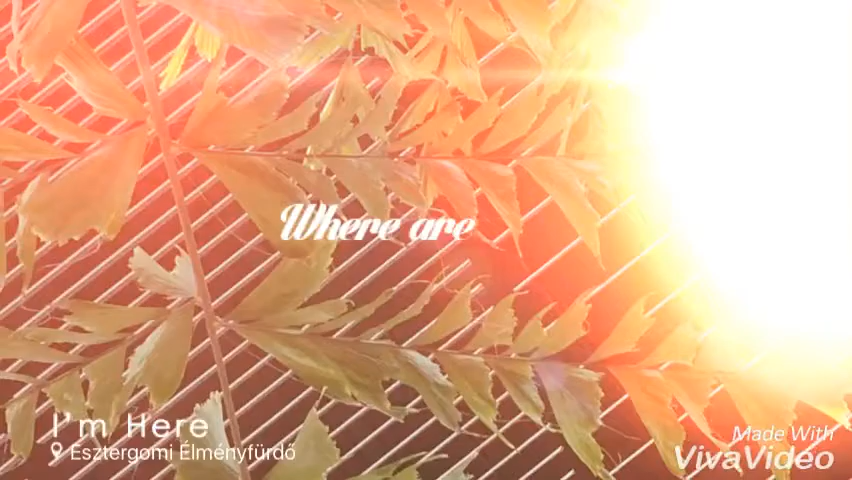 Where are
I'm Here
Esztergomi Élményfürdő
Made With
VivaVideo